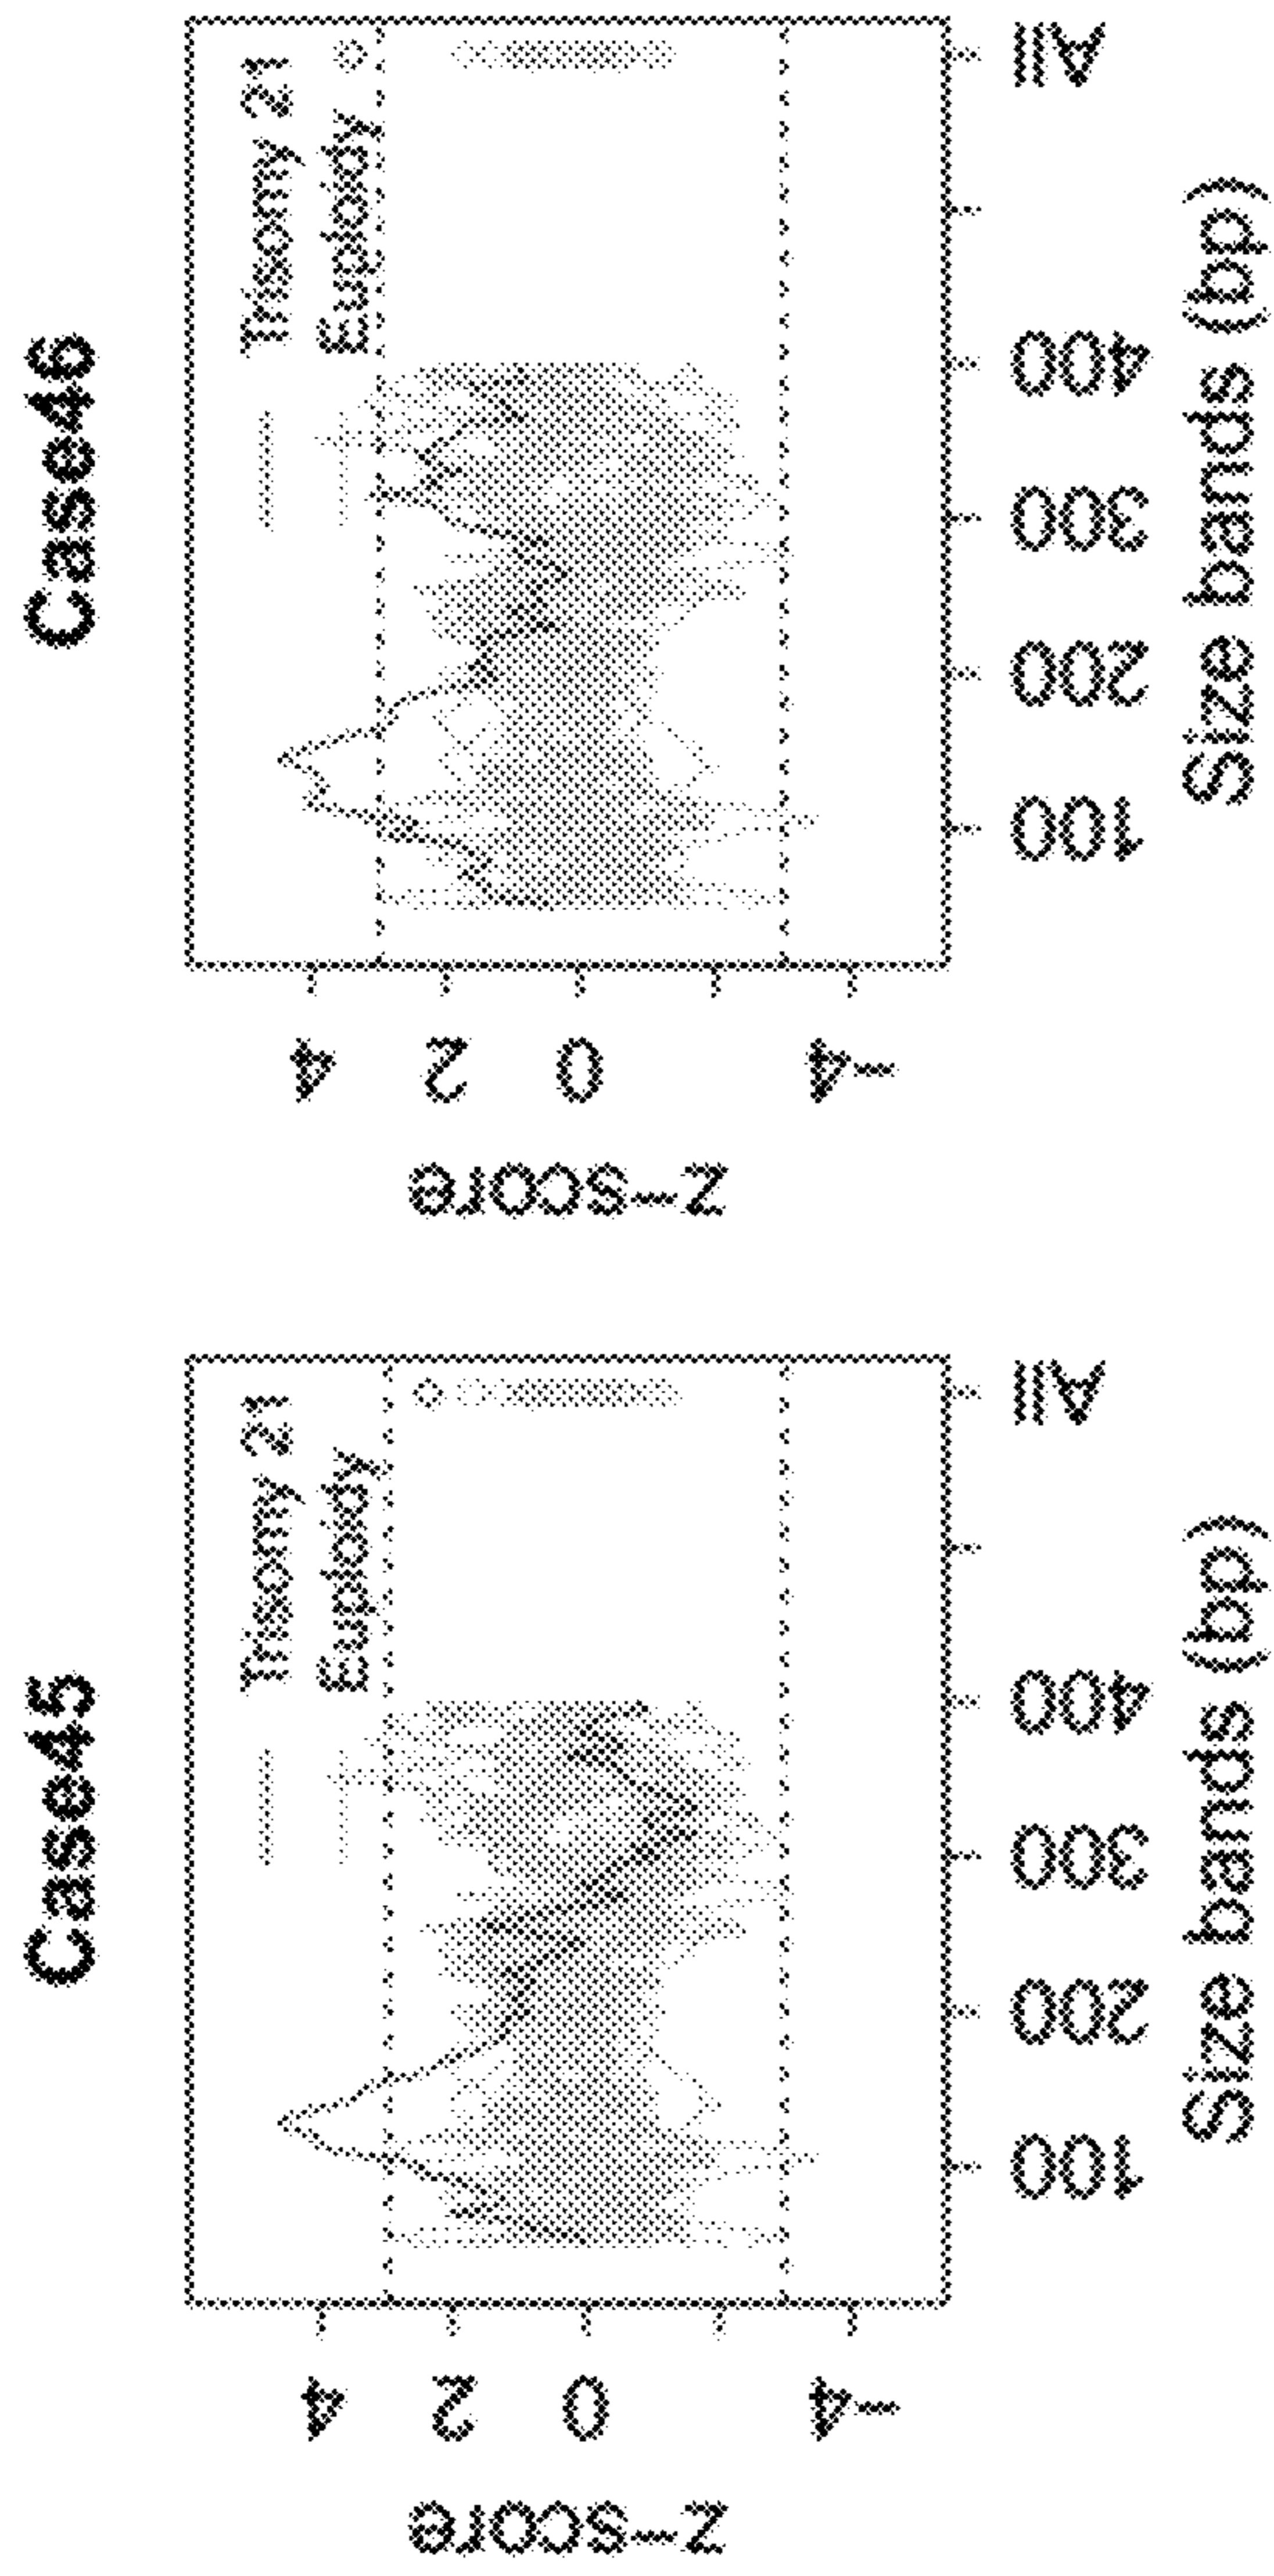 Case45
Trisomy 21
Euploidy
4
2
0
-4
z-score
100
200
300
400
All
Size bands (bp)
Case46
Trisomy 21
Euploidy
4
2
0
-4
z-score
100
200
300
400
All
Size bands (bp)